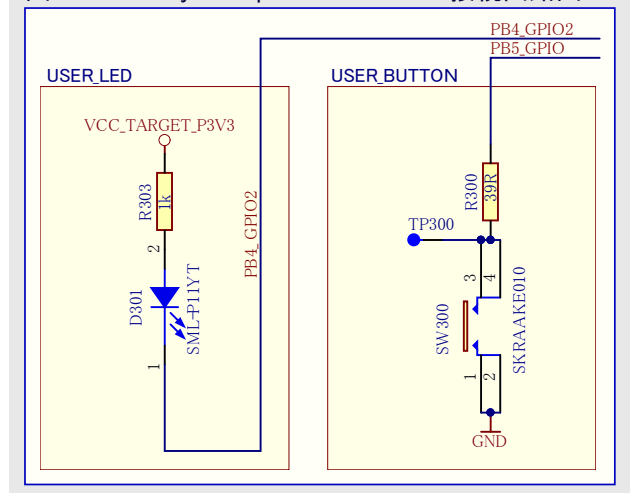 PB4_GPIO2
PB5_GPIO
USER_LED
USER_BUTTON
VCC_TARGET_P3V3
R303
1k
PB4_GPIO2
2
D301
SML-P11YT
1
R300
39R
TP300
3
4
SW300
SKRAAKE010
1
2
GND